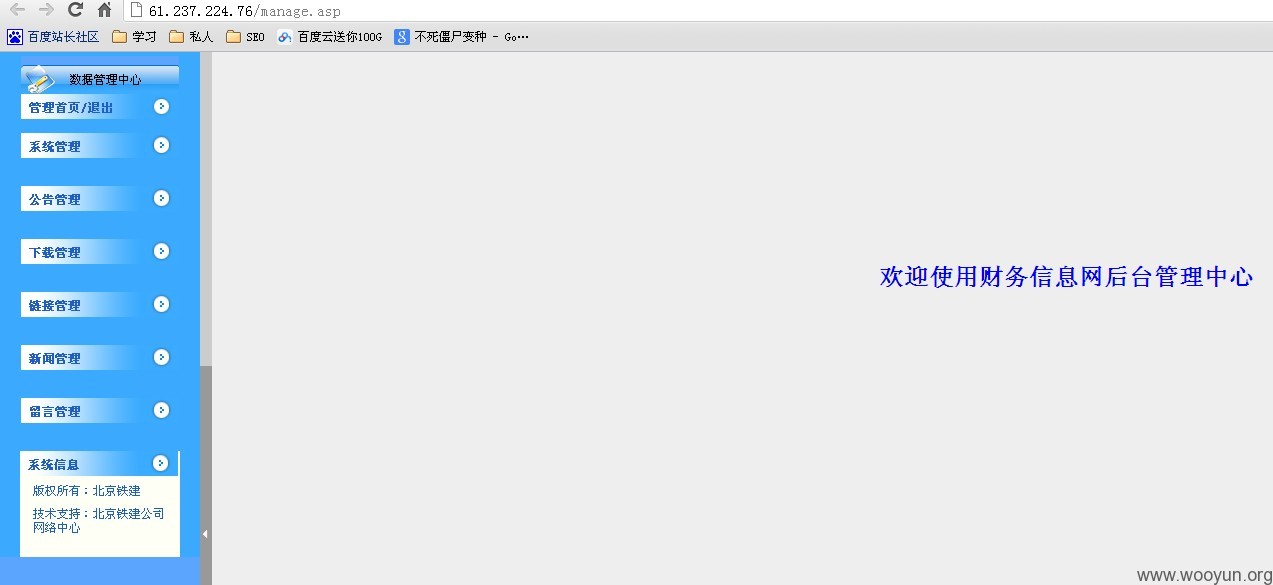 61.237.224.76/manage.asp
百度站长社区 学习 私人 SEO 百度云送你100G 不死僵尸变种 - Go…
数据管理中心
管理首页/退出
系统管理
公告管理
下载管理
链接管理
新闻管理
留言管理
系统信息
版权所有：北京铁建
技术支持：北京铁建公司
网络中心
欢迎使用财务信息网后台管理中心
www.wooyun.org